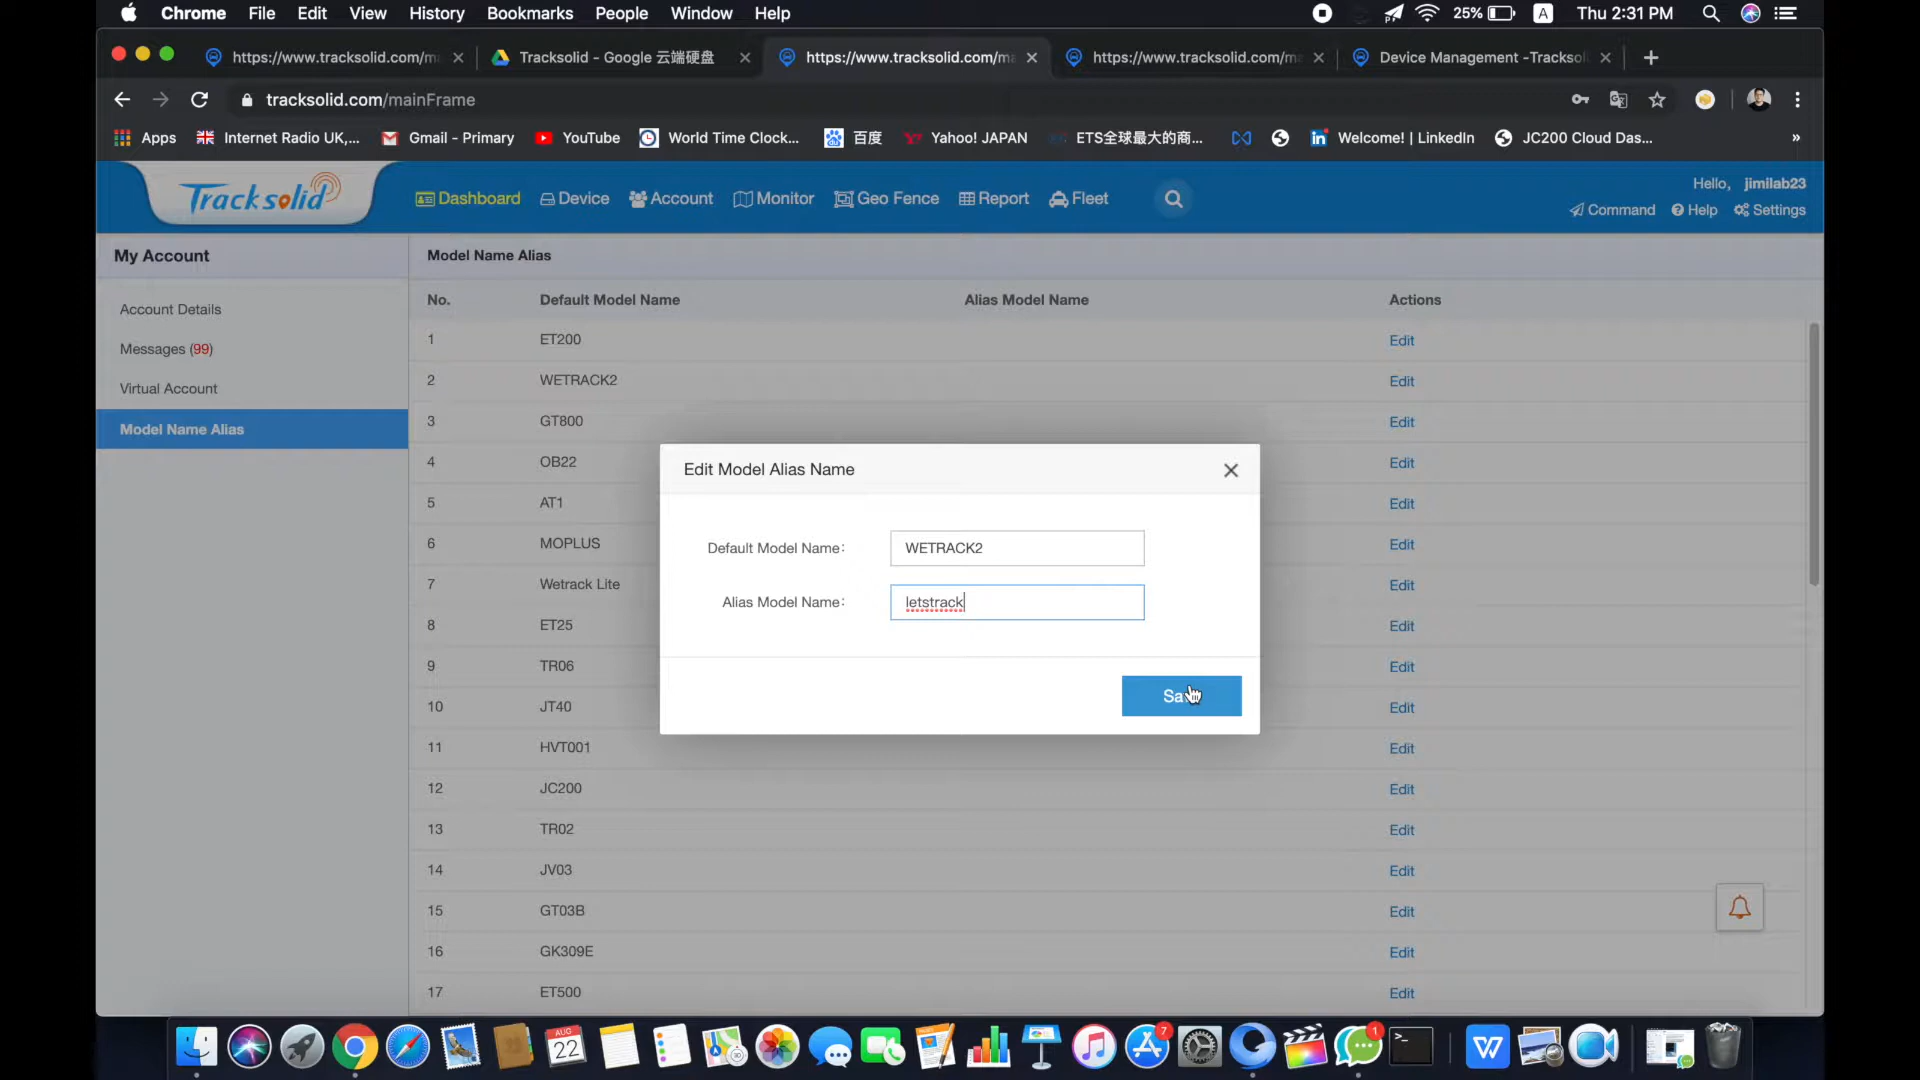 Chrome File Edit View History Bookmarks People Window Help 25% A Thu 2:31 PM
https://www.tracksolid.com/ma Tracksolid - Google 云端硬盘 https://www.tracksolid.com/ma https://www.tracksolid.com/ma Device Management -Tracksol
tracksolid.com/mainFrame
Apps Internet Radio UK,... Gmail - Primary YouTube World Time Clock... 百度 Yahoo! JAPAN ETS全球最大的商... Welcome! | LinkedIn JC200 Cloud Das... »
Tracksolid Dashboard Device Account Monitor Geo Fence Report Fleet
Hello, jimilab23
Command Help Settings
My Account
Account Details
Messages (99)
Virtual Account
Model Name Alias
Model Name Alias
No. Default Model Name Alias Model Name Actions
1 ET200 Edit
2 WETRACK2 Edit
3 GT800 Edit
4 OB22 Edit
5 AT1 Edit
6 MOPLUS Edit
7 Wetrack Lite Edit
8 ET25 Edit
9 TR06 Edit
10 JT40 Edit
11 HVT001 Edit
12 JC200 Edit
13 TR02 Edit
14 JV03 Edit
15 GT03B Edit
16 GK309E Edit
17 ET500 Edit
Edit Model Alias Name
Default Model Name: WETRACK2
Alias Model Name: letstrack
AUG
22
7
1
W